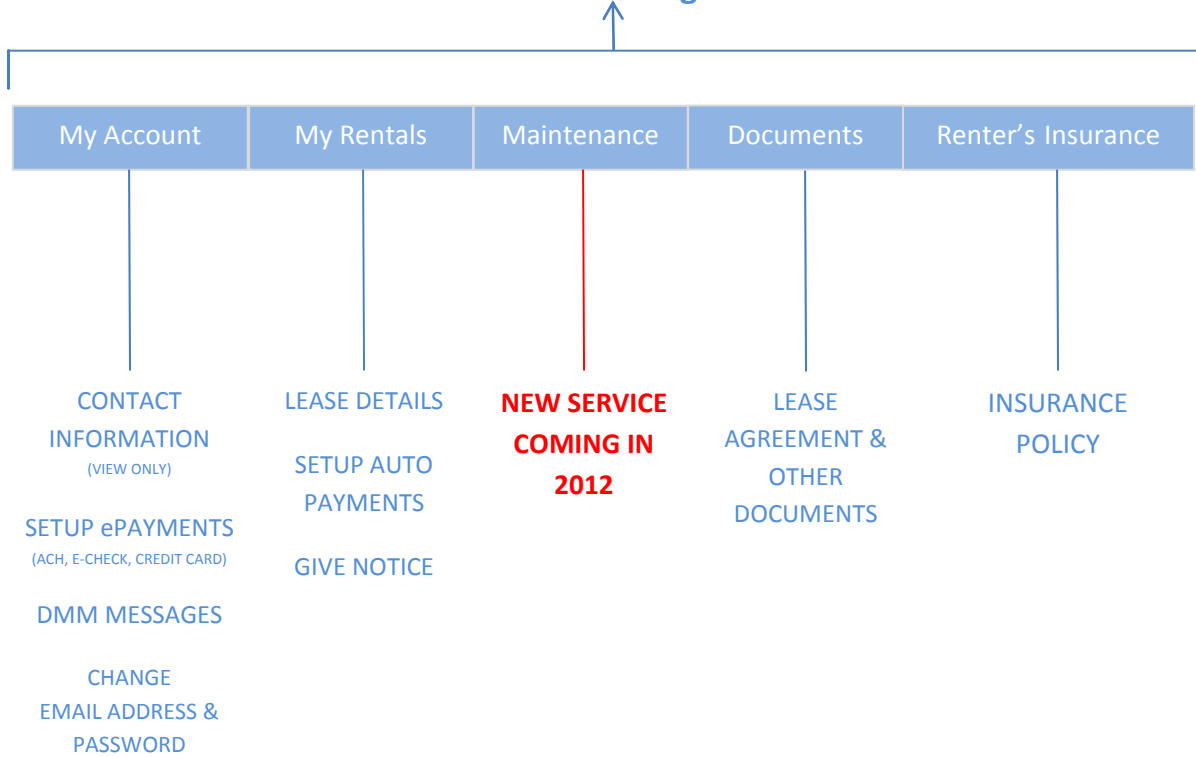 My Account
My Rentals
Maintenance
Documents
Renter's Insurance
CONTACT
INFORMATION
(VIEW ONLY)
SETUP ePAYMENTS
(ACH, E-CHECK, CREDIT CARD)
DMM MESSAGES
CHANGE
EMAIL ADDRESS &
PASSWORD
LEASE DETAILS
SETUP AUTO
PAYMENTS
GIVE NOTICE
NEW SERVICE
COMING IN
2012
LEASE
AGREEMENT &
OTHER
DOCUMENTS
INSURANCE
POLICY